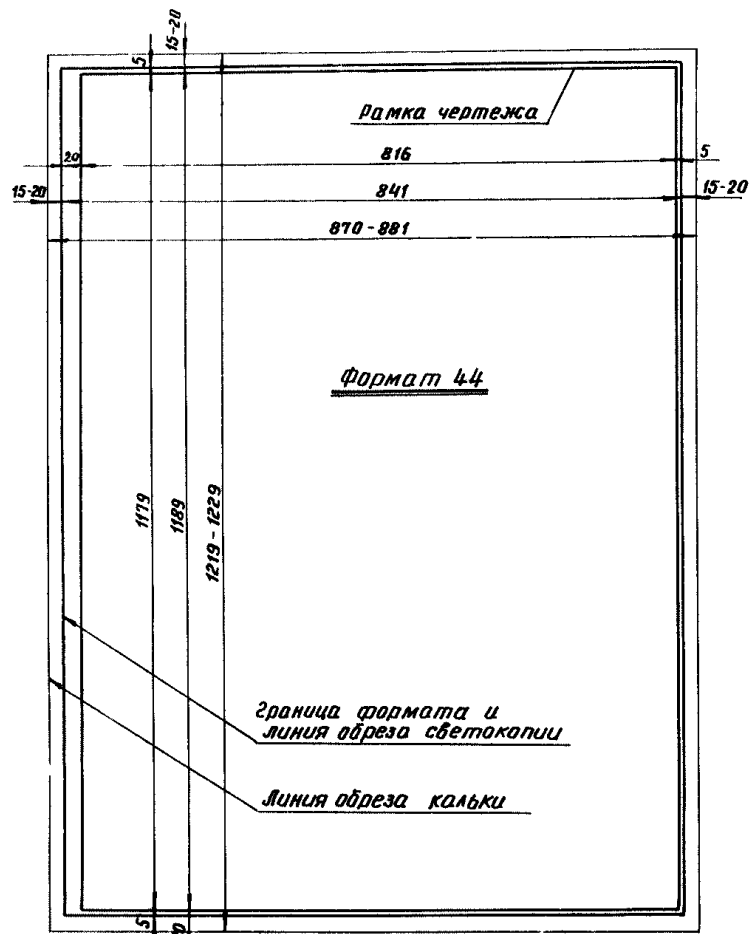 5
15-20
Рамка чертежа
20
816
5
15-20
841
15-20
870-881
Формат 44
1179
1189
1219-1229
Граница формата и
линия обреза светокопии
Линия обреза кальки
5